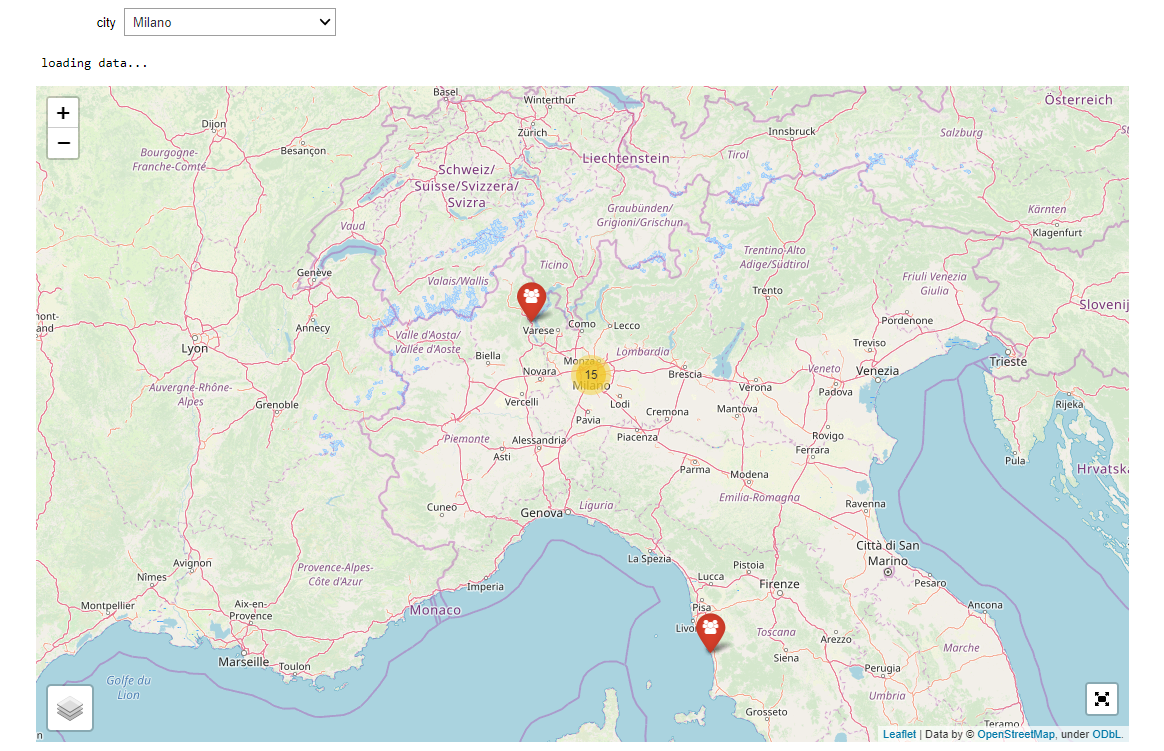 city Milano
loading data...
+
−
Basel
Winterthur
Österreich
Dijon
Zürich
Innsbruck
Salzburg
Bourgogne-
Franche-Comté
Besançon
Liechtenstein
Tirol
Schweiz/
Suisse/Svizzera/
Svizra
Graubünden/
Grigioni/Grischun
Kärnten
Klagenfurt
Vaud
Ticino
Trentino-Alto
Adige/Südtirol
Genève
Valais/Wallis
Friuli Venezia
Giulia
Trento
Slovenij
Annecy
Valle d'Aosta/
Vallée d'Aoste
Varese
Como
Lecco
Pordenone
Lyon
Biella
Monza
Lombardia
Treviso
Trieste
Novara
15
Milano
Brescia
Verona
Veneto
Venezia
Auvergne-Rhône-
Alpes
Padova
Grenoble
Vercelli
Lodi
Pavia
Cremona
Mantova
Rijeka
Piemonte
Alessandria
Piacenza
Rovigo
Ferrara
Asti
Pula
Hrvatska
Parma
Modena
Emilia-Romagna
Cuneo
Genova
Liguria
Ravenna
La Spezia
Città di San
Marino
Avignon
Provence-Alpes-
Côte d'Azur
Pistoia
Nîmes
Lucca
Firenze
Pesaro
Imperia
Montpellier
Aix-en-
Provence
Monaco
Pisa
Ancona
Livo
Toscana
Arezzo
Marche
Marseille
Toulon
Siena
Perugia
Golfe du
Lion
Umbria
Grosseto
Teramo
Leaflet | Data by © OpenStreetMap, under ODbL.